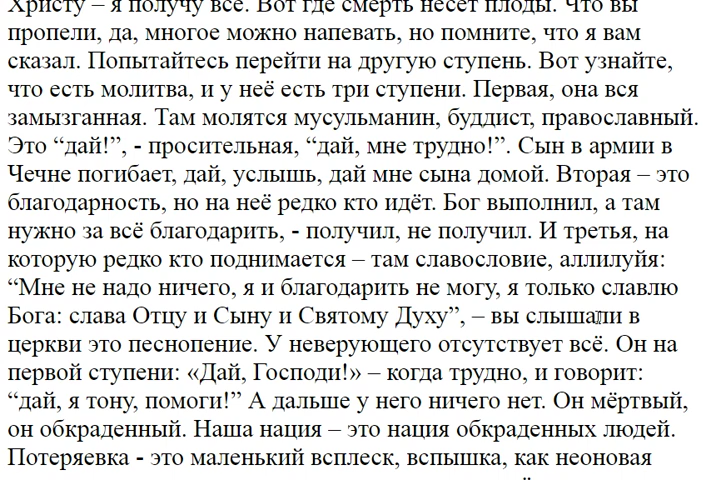 Христу – я получу всё. Вот где смерть несёт плоды. Что вы
пропели, да, многое можно напевать, но помните, что я вам
сказал. Попытайтесь перейти на другую ступень. Вот узнайте,
что есть молитва, и у неё есть три ступени. Первая, она вся
замызганная. Там молятся мусульманин, буддист, православный.
Это “дай!”, - просительная, “дай, мне трудно!”. Сын в армии в
Чечне погибает, дай, услышь, дай мне сына домой. Вторая – это
благодарность, но на неё редко кто идёт. Бог выполнил, а там
нужно за всё благодарить, - получил, не получил. И третья, на
которую редко кто поднимается – там славословие, аллилуйя:
“Мне не надо ничего, я и благодарить не могу, я только славлю
Бога: слава Отцу и Сыну и Святому Духу”, – вы слышали в
церкви это песнопение. У неверующего отсутствует всё. Он на
первой ступени: «Дай, Господи!» – когда трудно, и говорит:
“дай, я тону, помоги!” А дальше у него ничего нет. Он мёртвый,
он обкраденный. Наша нация – это нация обкраденных людей.
Потеряевка - это маленький всплеск, вспышка, как неоновая